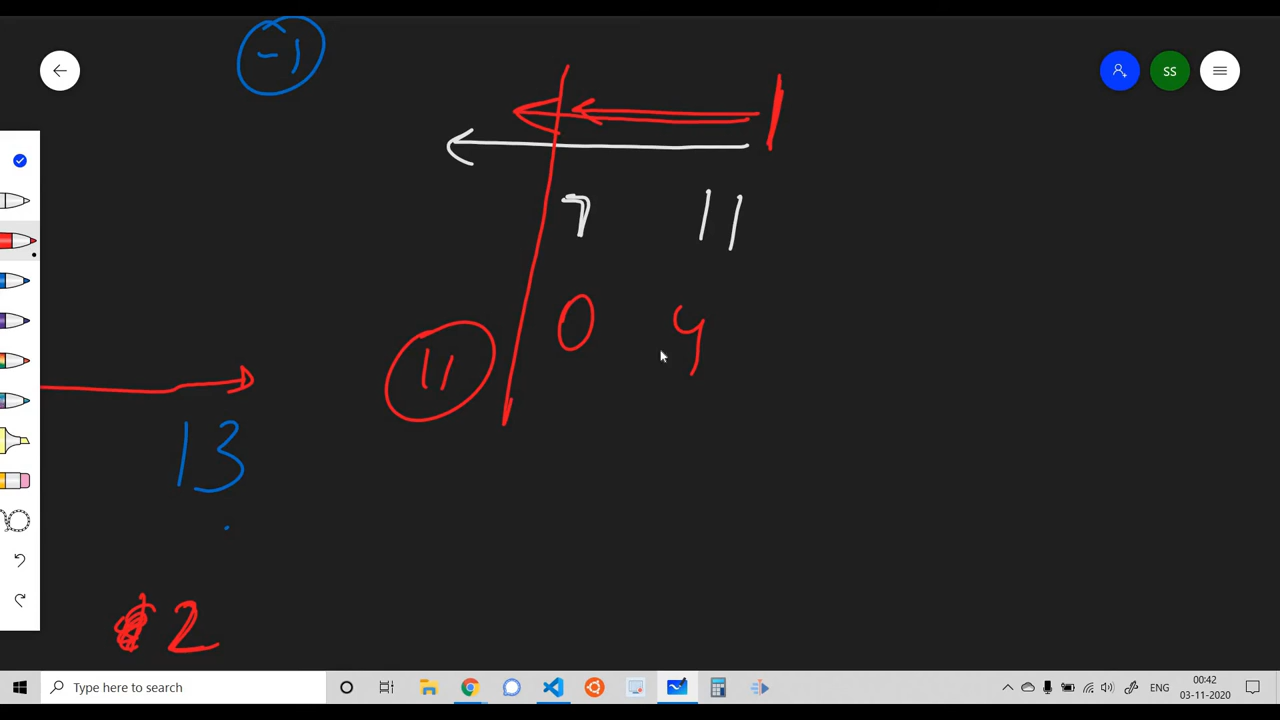 -1
SS
7 11
0 4
11
13
2
Type here to search
ENG
00:42
03-11-2020